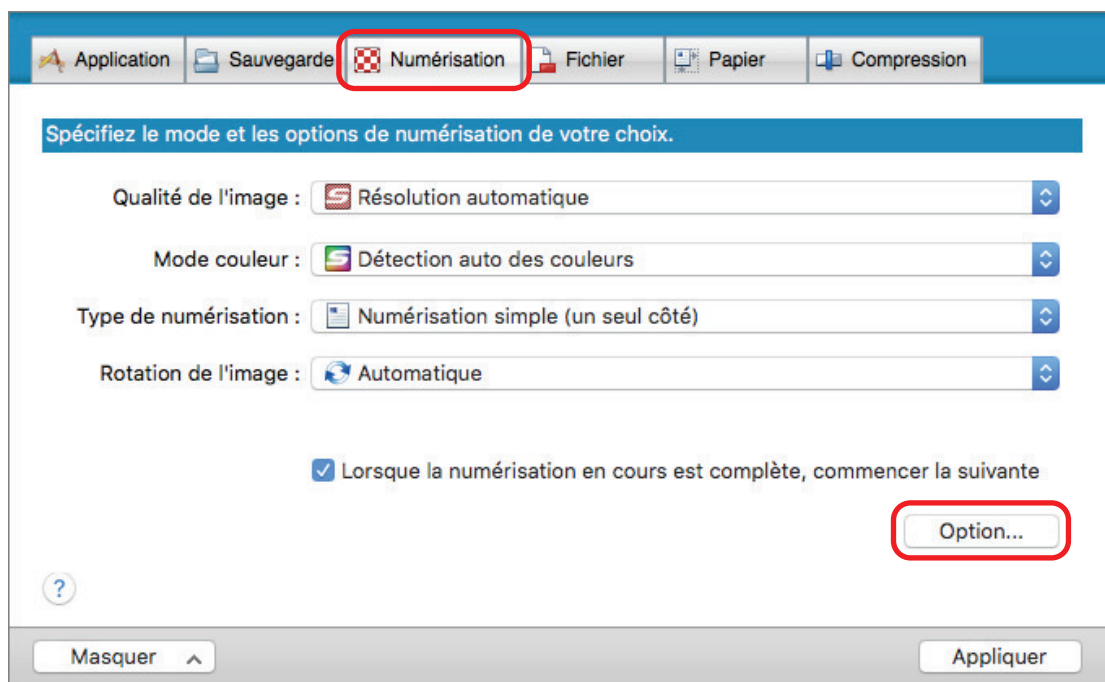 Application Sauvegarde Numérisation Fichier Papier Compression
Spécifiez le mode et les options de numérisation de votre choix.
Qualité de l'image : Résolution automatique
Mode couleur : Détection auto des couleurs
Type de numérisation : Numérisation simple (un seul côté)
Rotation de l'image : Automatique
Lorsque la numérisation en cours est complète, commencer la suivante
Option...
?
Masquer Appliquer